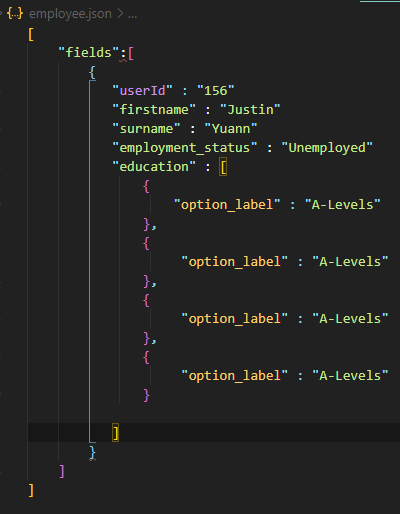 {..} employee.json > ...
[
"fields":[
{
"userId" : "156"
"firstname" : "Justin"
"surname" : "Yuann"
"employment_status" : "Unemployed"
"education" : [
{
"option_label" : "A-Levels"
},
{
"option_label" : "A-Levels"
},
{
"option_label" : "A-Levels"
},
{
"option_label" : "A-Levels"
}
]
}
]
]